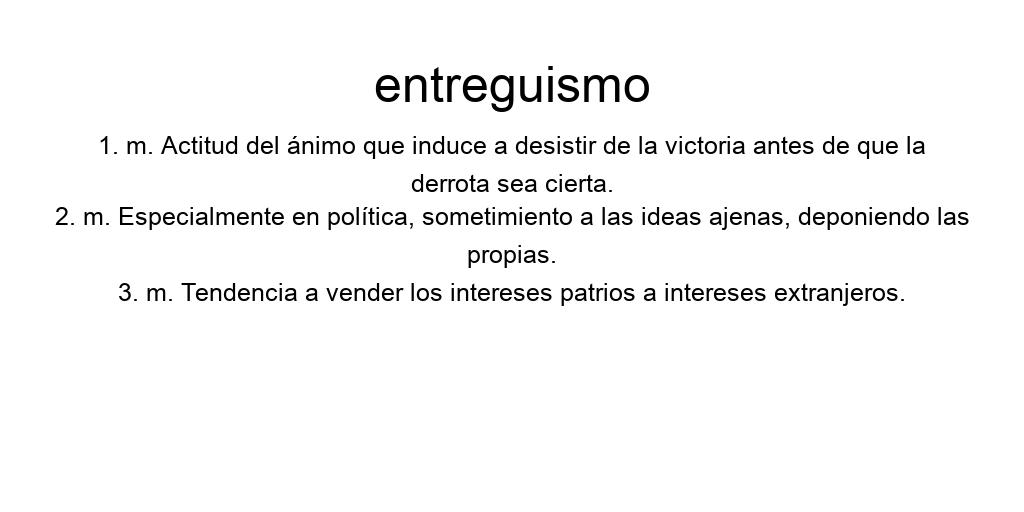 entreguismo
1. m. Actitud del ánimo que induce a desistir de la victoria antes de que la
derrota sea cierta.
2. m. Especialmente en política, sometimiento a las ideas ajenas, deponiendo las
propias.
3. m. Tendencia a vender los intereses patrios a intereses extranjeros.